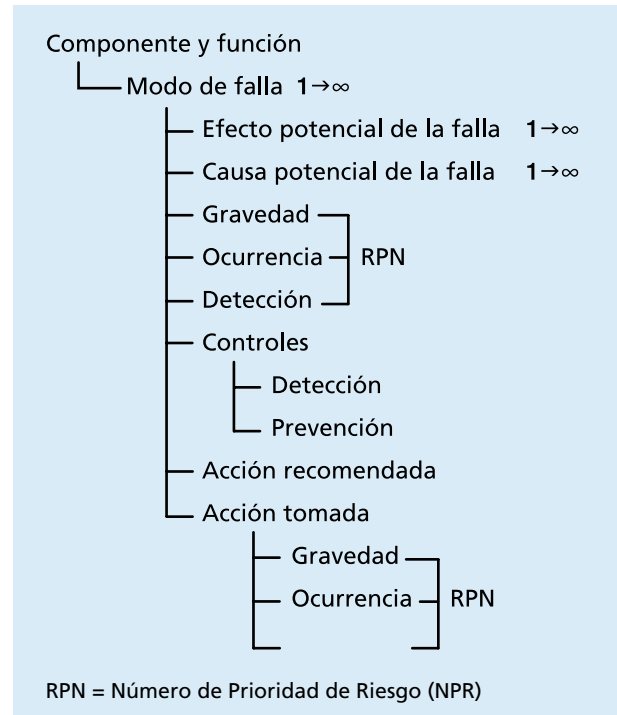 Componente y función
Modo de falla 1→∞
Efecto potencial de la falla 1→∞
Causa potencial de la falla 1→∞
Gravedad
Ocurrencia RPN
Detección
Controles
Detección
Prevención
Acción recomendada
Acción tomada
Gravedad
Ocurrencia RPN
RPN = Número de Prioridad de Riesgo (NPR)